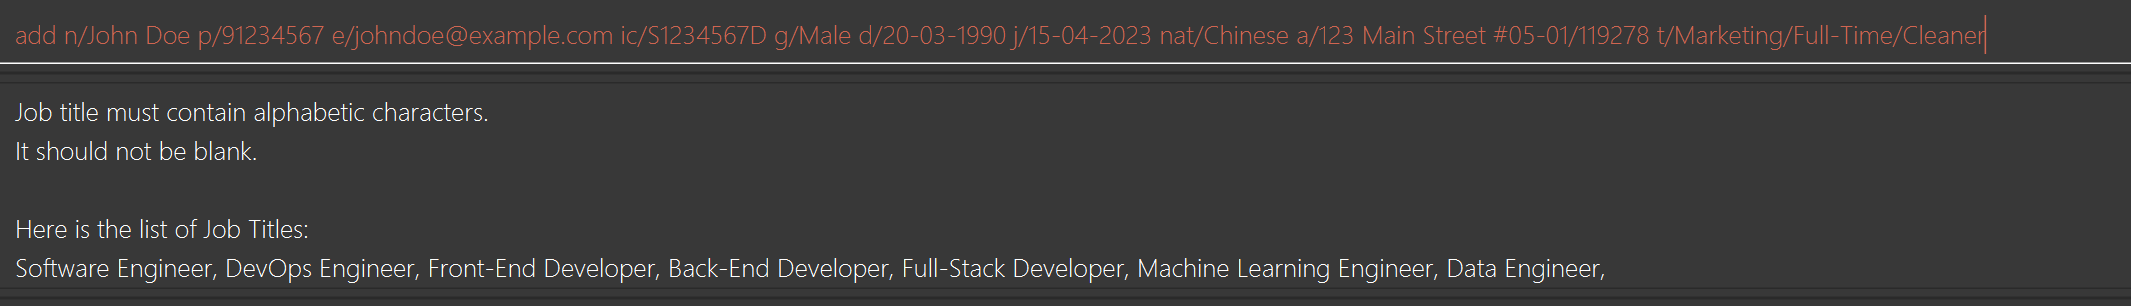 add n/John Doe p/91234567 e/johndoe@example.com ic/S1234567D g/Male d/20-03-1990 j/15-04-2023 nat/Chinese a/123 Main Street #05-01/119278 t/Marketing/Full-Time/Cleaner
Job title must contain alphabetic characters.
It should not be blank.
Here is the list of Job Titles:
Software Engineer, DevOps Engineer, Front-End Developer, Back-End Developer, Full-Stack Developer, Machine Learning Engineer, Data Engineer,